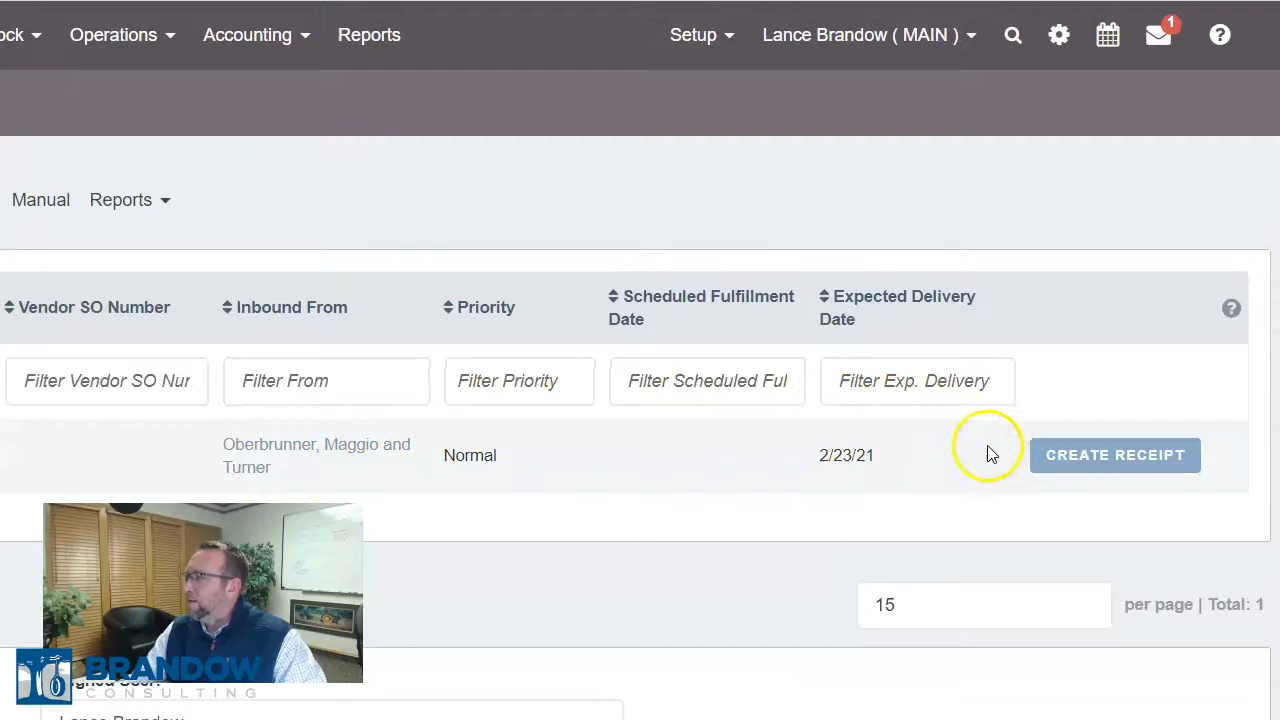 ock Operations Accounting Reports Setup Lance Brandow ( MAIN ) 1
Manual Reports
Vendor SO Number Inbound From Priority Scheduled Fulfillment Date Expected Delivery Date
Filter Vendor SO Nur Filter From Filter Priority Filter Scheduled Ful Filter Exp. Delivery
Oberbrunner, Maggio and
Turner
Normal 2/23/21 CREATE RECEIPT
15 per page | Total: 1
BRANDOW
CONSULTING
Lance Brandow